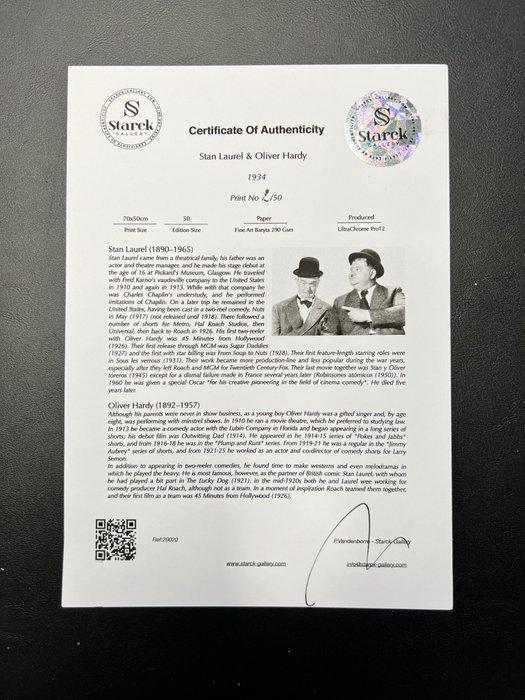 Starck
GALLERY
Starck
GALLERY
Certificate Of Authenticity
Stan Laurel & Oliver Hardy
1934
Print No 2/50
70x50cm 50 Paper Produced
Print Size Edition Size Fine Art Baryta 290 Gsm UltraChrome Pro12
Stan Laurel (1890–1965)
Stan Laurel came from a theatrical family, his father was an
actor and theatre manager, and he made his stage debut at
the age of 16 at Pickard's Museum, Glasgow. He traveled
with Fred Karno's vaudeville company to the United States
in 1910 and again in 1913. While with that company he
was Charles Chaplin's understudy, and he performed
imitations of Chaplin. On a later trip he remained in the
United States, having been cast in a two-reel comedy, Nuts
in May (1917) (not released until 1918). There followed a
number of shorts for Metro, Hal Roach Studios, then
Universal, then back to Roach in 1926. His first two-reeler
with Oliver Hardy was 45 Minutes from Hollywood
(1926). Their first release through MGM was Sugar Daddies
(1927) and the first with star billing was From Soup to Nuts (1928). Their first feature-length starring roles were
in Sous les verrous (1931). Their work became more production-line and less popular during the war years,
especially after they left Roach and MGM for Twentieth Century-Fox. Their last movie together was Stan y Oliver
toreros (1945) except for a dismal failure made in France several years later (Robinsones atómicos (1950)). In
1960 he was given a special Oscar "for his creative pioneering in the field of cinema comedy". He died five
years later.
Oliver Hardy (1892–1957)
Although his parents were never in show business, as a young boy Oliver Hardy was a gifted singer and, by age
eight, was performing with minstrel shows. In 1910 he ran a movie theatre, which he preferred to studying law.
In 1913 he became a comedy actor with the Lubin Company in Florida and began appearing in a long series of
shorts; his debut film was Outwitting Dad (1914). He appeared in he 1914-15 series of "Pokes and Jabbs"
shorts, and from 1916-18 he was in the "Plump and Runt" series. From 1919-21 he was a regular in the "Jimmy
Aubrey" series of shorts, and from 1921-25 he worked as an actor and co-director of comedy shorts for Larry
Semon.
In addition to appearing in two-reeler comedies, he found time to make westerns and even melodramas in
which he played the heavy. He is most famous, however, as the partner of British comic Stan Laurel, with whom
he had played a bit part in The Lucky Dog (1921). in the mid-1920s both he and Laurel wee working for
comedy producer Hal Roach, although not as a team. In a moment of inspiration Roach teamed them together,
and their first film as a team was 45 Minutes from Hollywood (1926).
Ref:20020
P.Vandenborre - Starck-Gallery
www.starck-gallery.com
info@starck-gallery.com